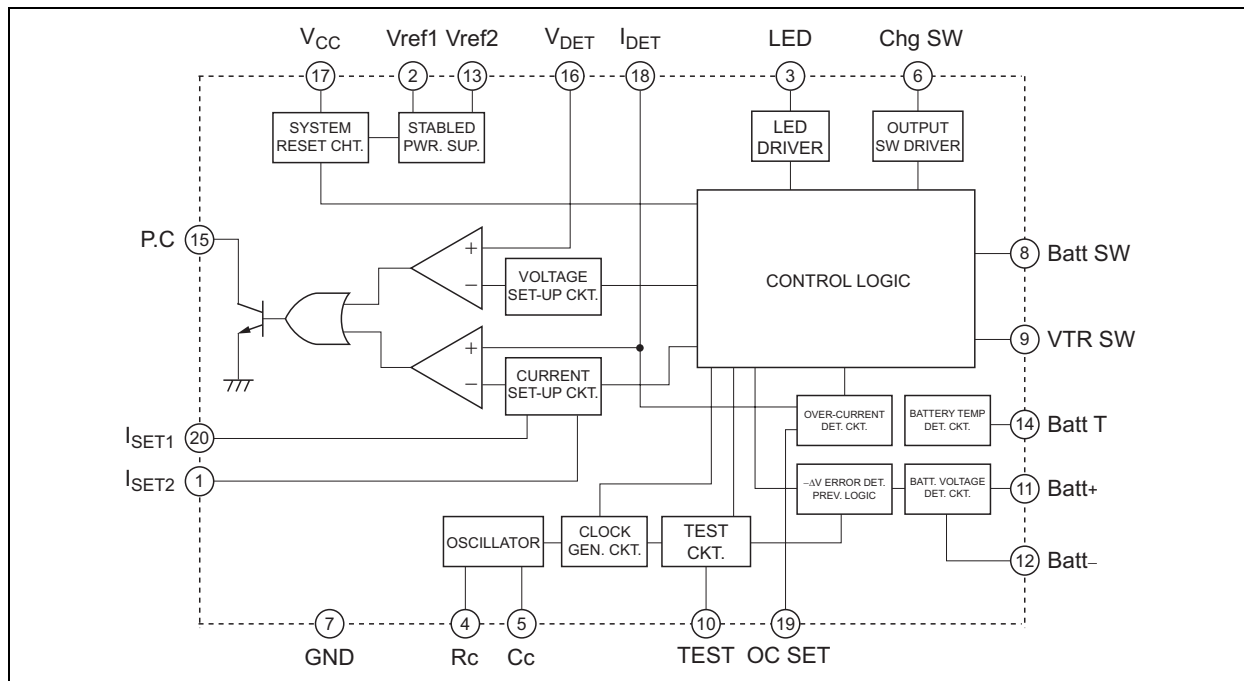 VCC Vref1 Vref2 VDET IDET LED Chg SW
17 2 13 16 18 3 6
SYSTEM
RESET CHT.
STABLED
PWR. SUP.
LED
DRIVER
OUTPUT
SW DRIVER
P.C 15
+
−
VOLTAGE
SET-UP CKT.
CONTROL LOGIC
8 Batt SW
9 VTR SW
+
−
CURRENT
SET-UP CKT.
OVER-CURRENT
DET. CKT.
BATTERY TEMP
DET. CKT.
14 Batt T
ISET1 20
ISET2 1
−ΔV ERROR DET.
PREV. LOGIC
BATT. VOLTAGE
DET. CKT.
11 Batt+
OSCILLATOR
CLOCK
GEN. CKT.
TEST
CKT.
12 Batt−
7 4 5 10 19
GND Rc Cc TEST OC SET